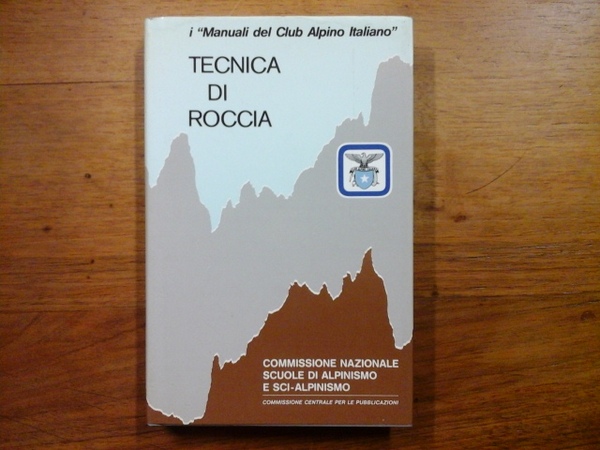 i "Manuali del Club Alpino Italiano"
TECNICA
DI
ROCCIA
COMMISSIONE NAZIONALE
SCUOLE DI ALPINISMO
E SCI-ALPINISMO
COMMISSIONE CENTRALE PER LE PUBBLICAZIONI